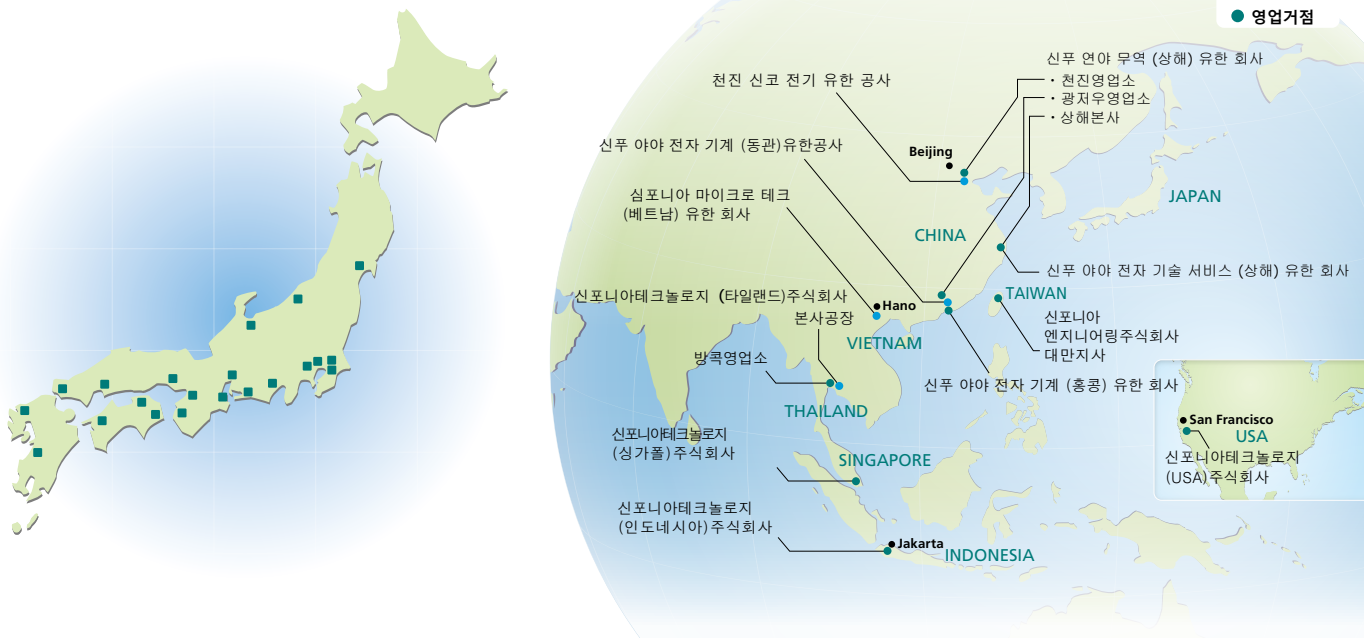 영업거점
신푸 연야 무역 (상해) 유한 회사
・천진영업소
・광저우영업소
・상해본사
천진 신코 전기 유한 공사
신푸 야야 전자 기계 (동관)유한공사
Beijing
심포니아 마이크로 테크
(베트남) 유한 회사
JAPAN
CHINA
신푸 야야 전자 기술 서비스 (상해) 유한 회사
신포니아테크놀로지 (타일랜드)주식회사
Hano
TAIWAN
본사공장
VIETNAM
신포니아
엔지니어링주식회사
대만지사
방콕영업소
신푸 야야 전자 기계 (홍콩) 유한 회사
THAILAND
San Francisco
USA
신포니아테크놀로지
(USA)주식회사
신포니아테크놀로지
(싱가폴)주식회사
SINGAPORE
신포니아테크놀로지
(인도네시아)주식회사
Jakarta
INDONESIA